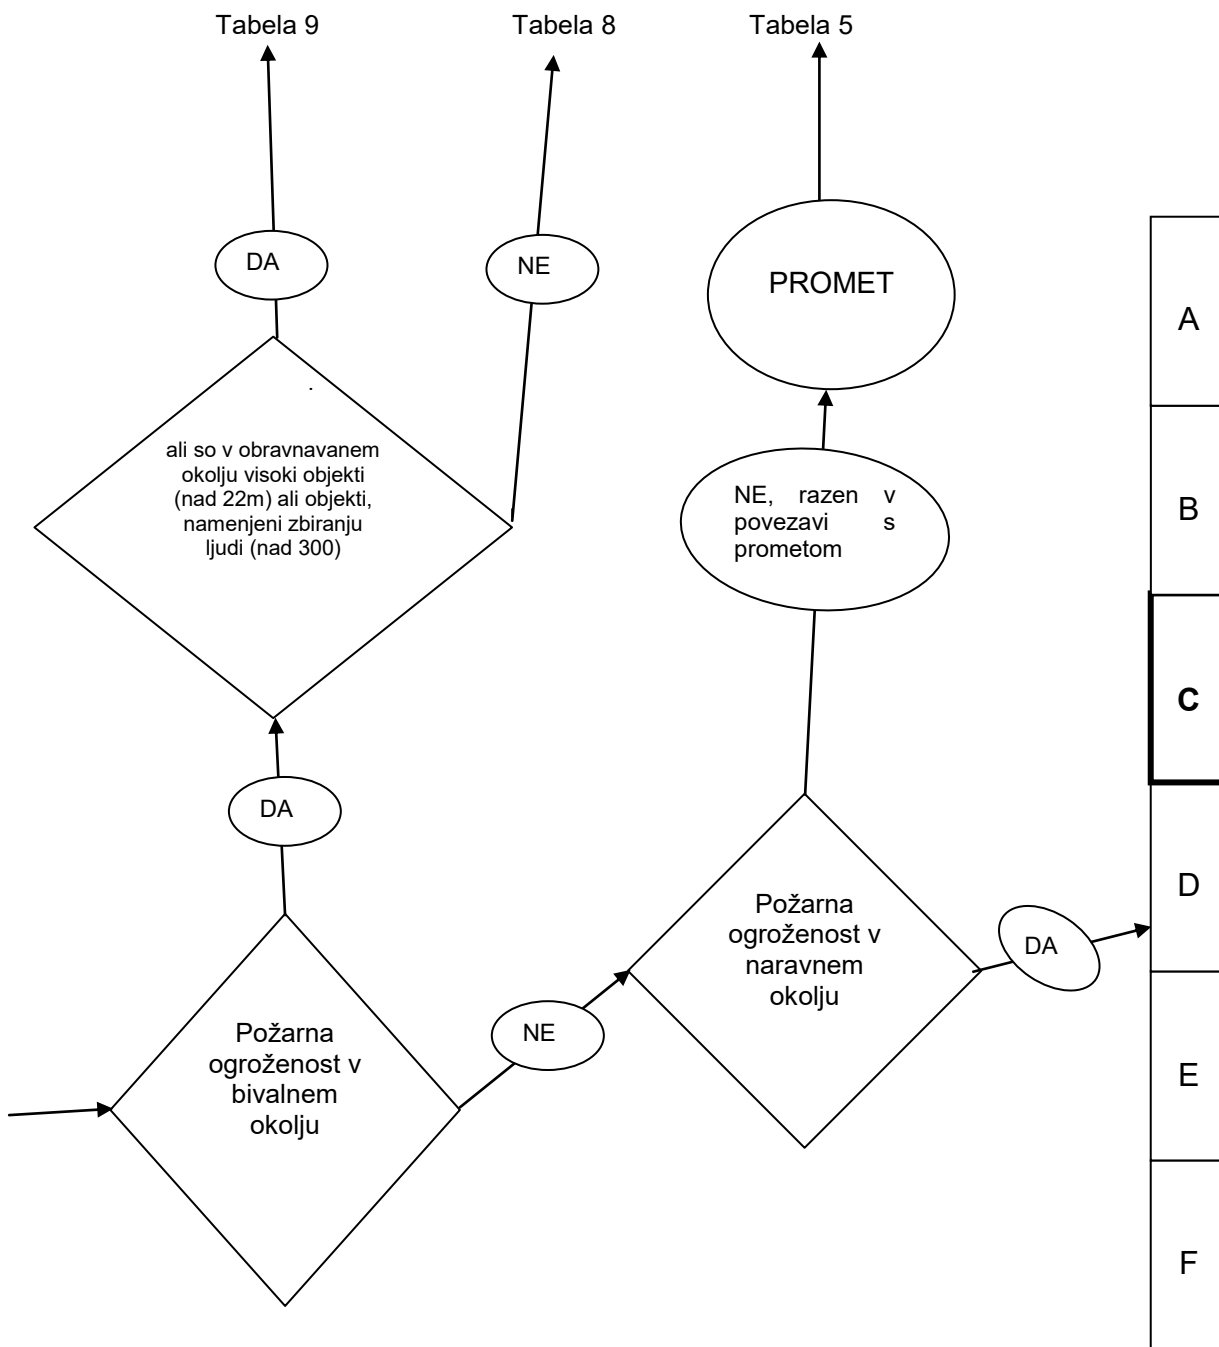 Tabela 9
Tabela 8
Tabela 5
DA
NE
PROMET
A
ali so v obravnavanem
okolju visoki objekti
(nad 22m) ali objekti,
namenjeni zbiranju
ljudi (nad 300)
.
NE, razen v
povezavi s
prometom
B
C
DA
D
Požarna
ogroženost v
naravnem
okolju
DA
Požarna
ogroženost v
bivalnem
okolju
NE
E
F